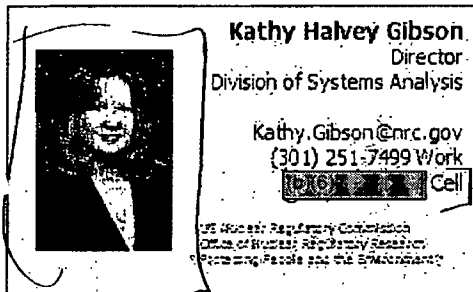 Kathy Halvey Gibson
Director
Division of Systems Analysis
Kathy.Gibson@nrc.gov
(301) 251-7499 Work
(b)(6) Cell
US Nuclear Regulatory Commission
Office of Nuclear Regulatory Research
Protecting People and the Environment